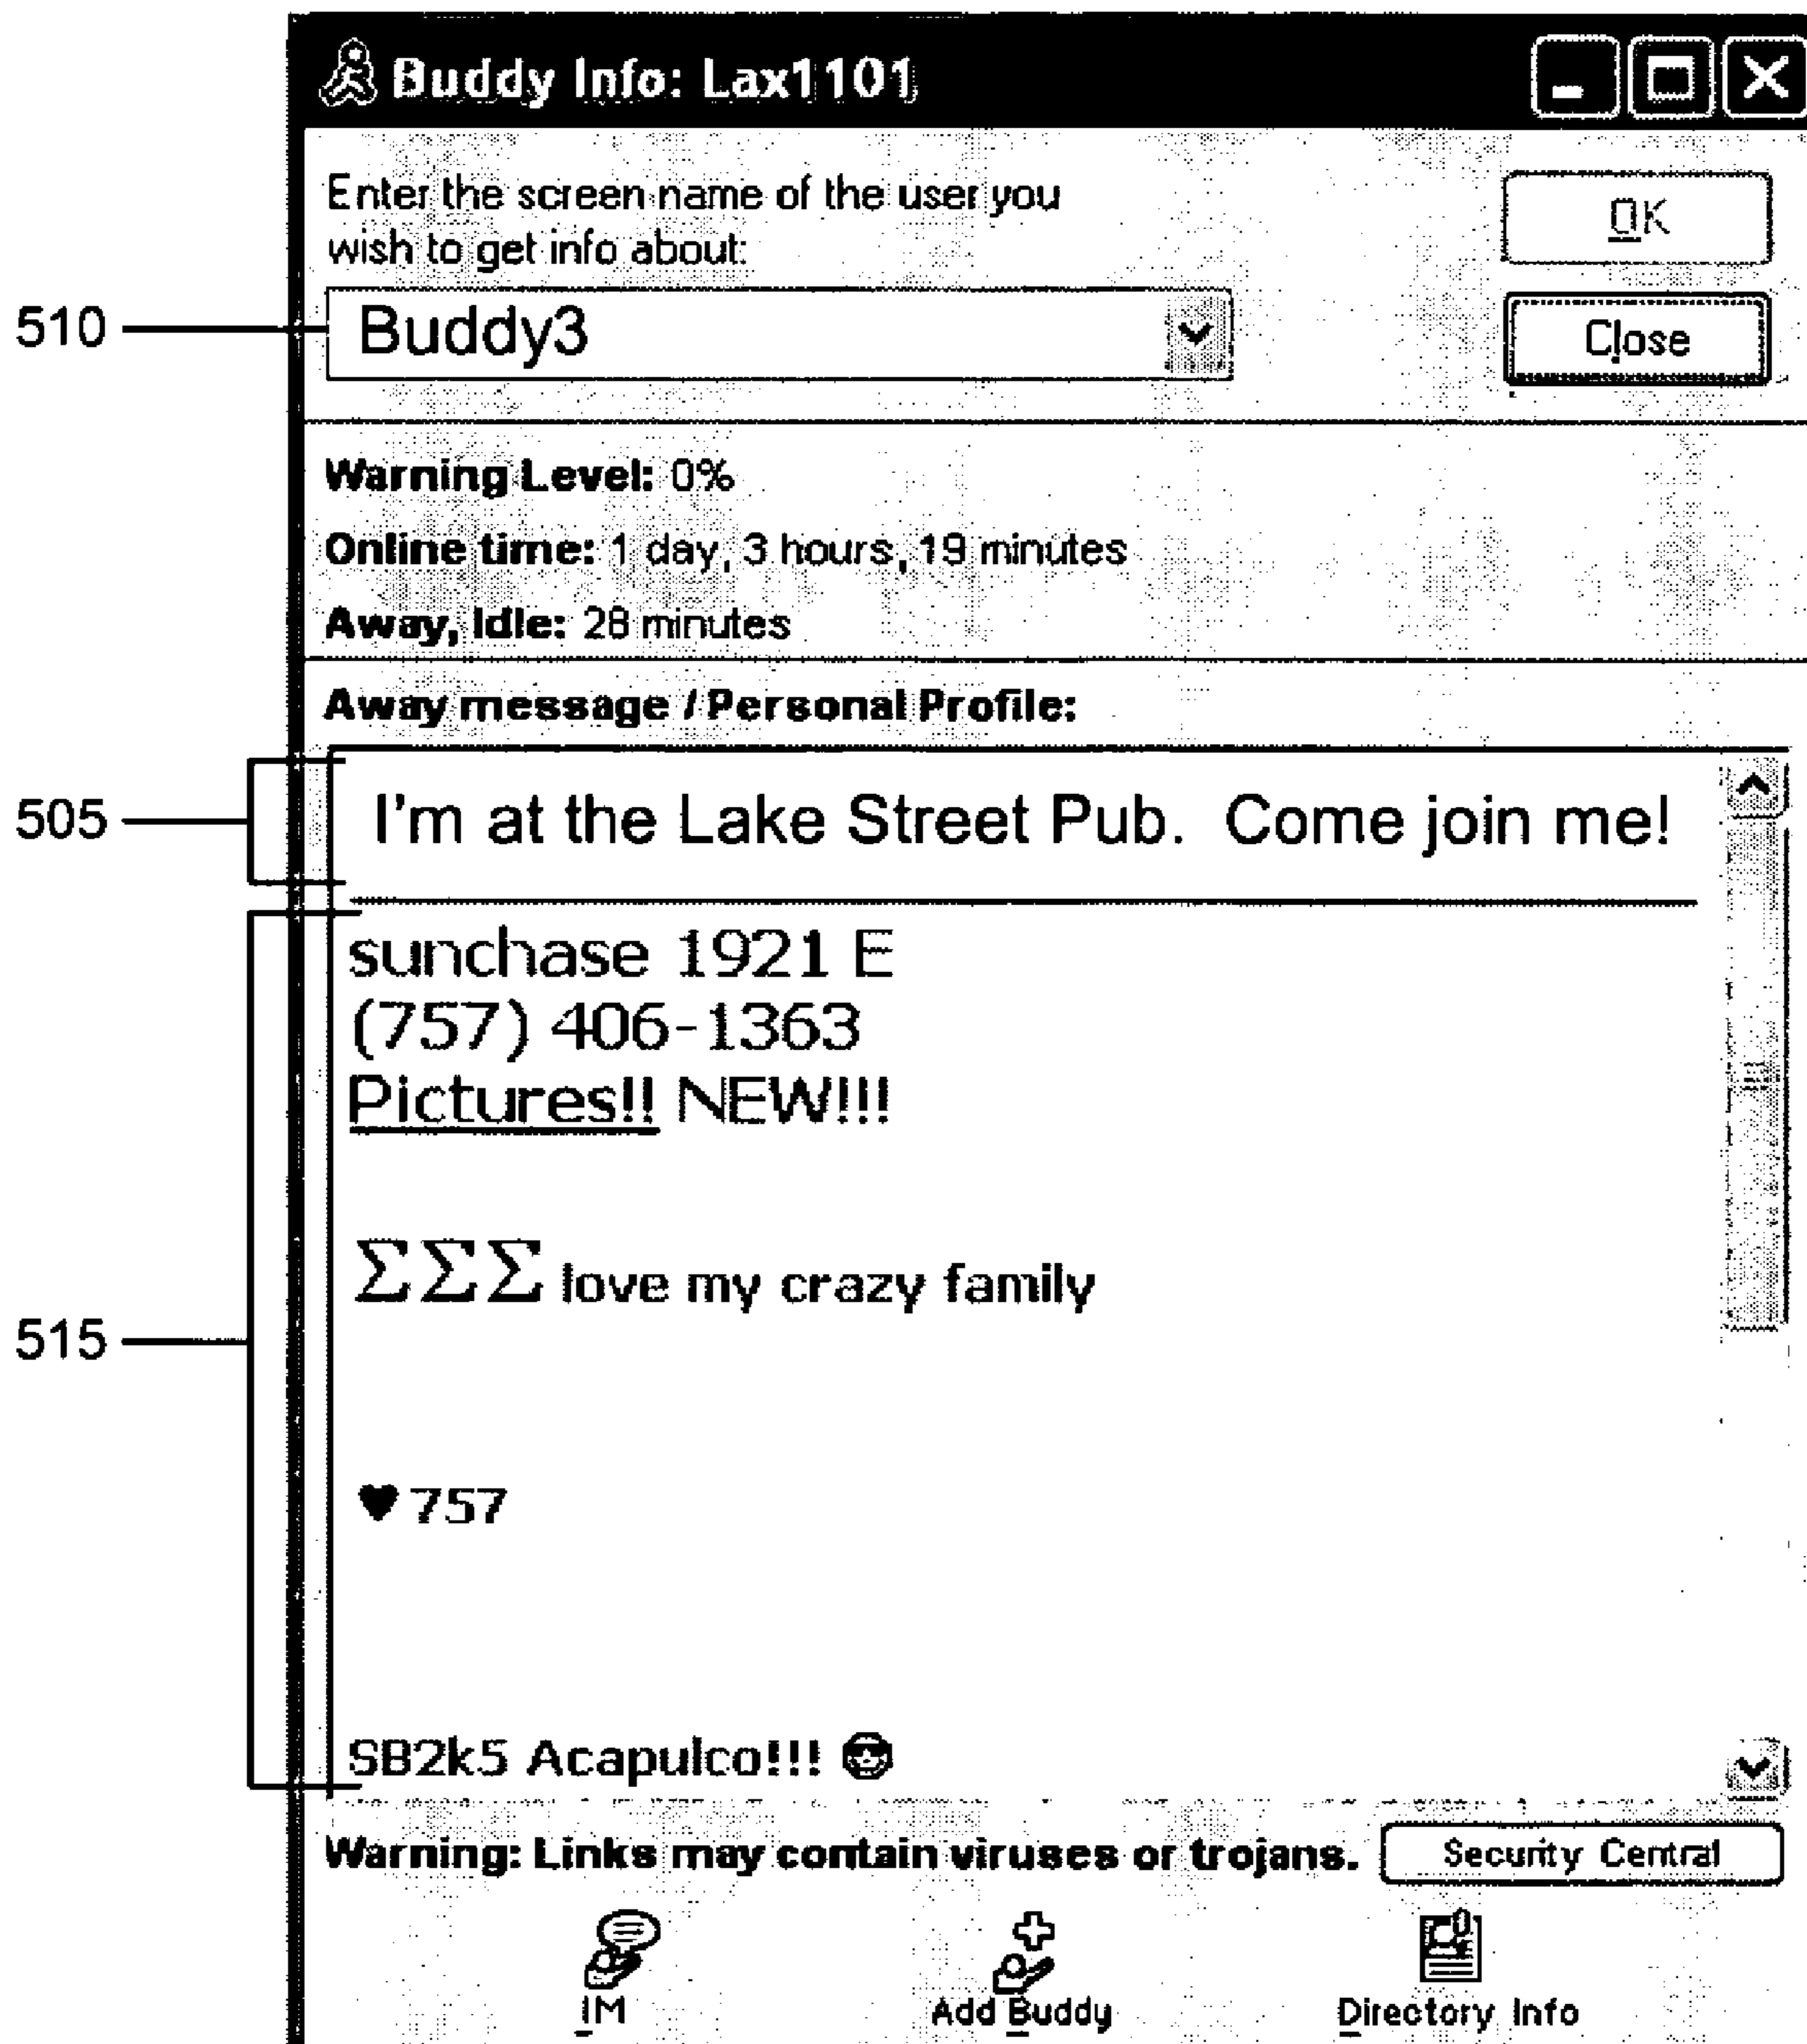 Buddy Info: Lax1101
Enter the screen name of the user you
wish to get info about:
OK
510
Buddy3
Close
Warning Level: 0%
Online time: 1 day, 3 hours, 19 minutes
Away, Idle: 28 minutes
Away message / Personal Profile:
505
I'm at the Lake Street Pub. Come join me!
sunchase 1921 E
(757) 406-1363
Pictures!! NEW!!!
ΣΣΣ love my crazy family
515
♥ 757
SB2k5 Acapulco!!!
Warning: Links may contain viruses or trojans.
Security Central
IM
Add Buddy
Directory Info